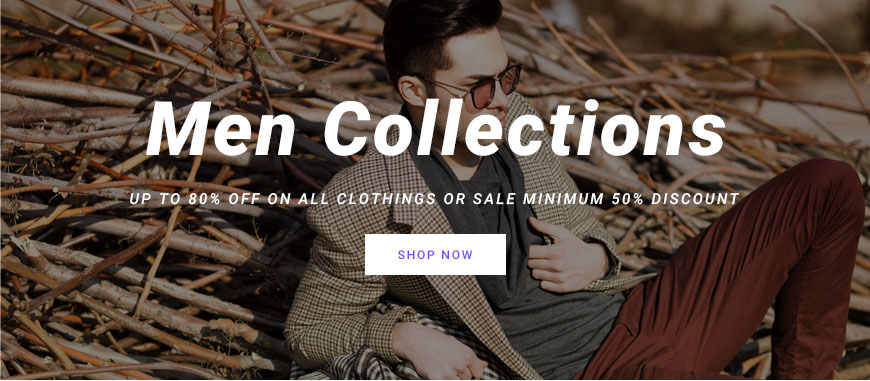 Men Collections
UP TO 80% OFF ON ALL CLOTHINGS OR SALE MINIMUM 50% DISCOUNT
SHOP NOW